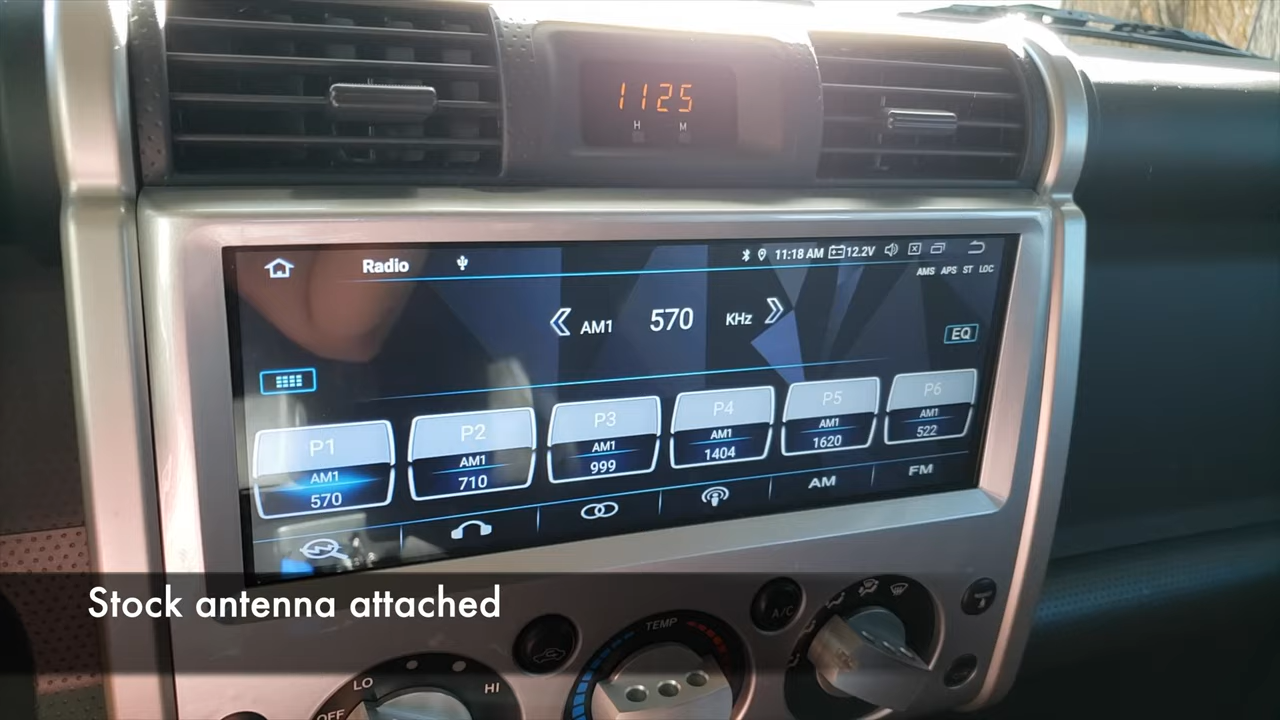 1125
H M
Radio
11:18 AM 12.2V
AMS APS ST LOC
AM1 570 KHz
EQ
P1
AM1
570
P2
AM1
710
P3
AM1
999
P4
AM1
1404
P5
AM1
1620
P6
AM1
522
AM
FM
Stock antenna attached
TEMP
A/C
OFF
LO
HI